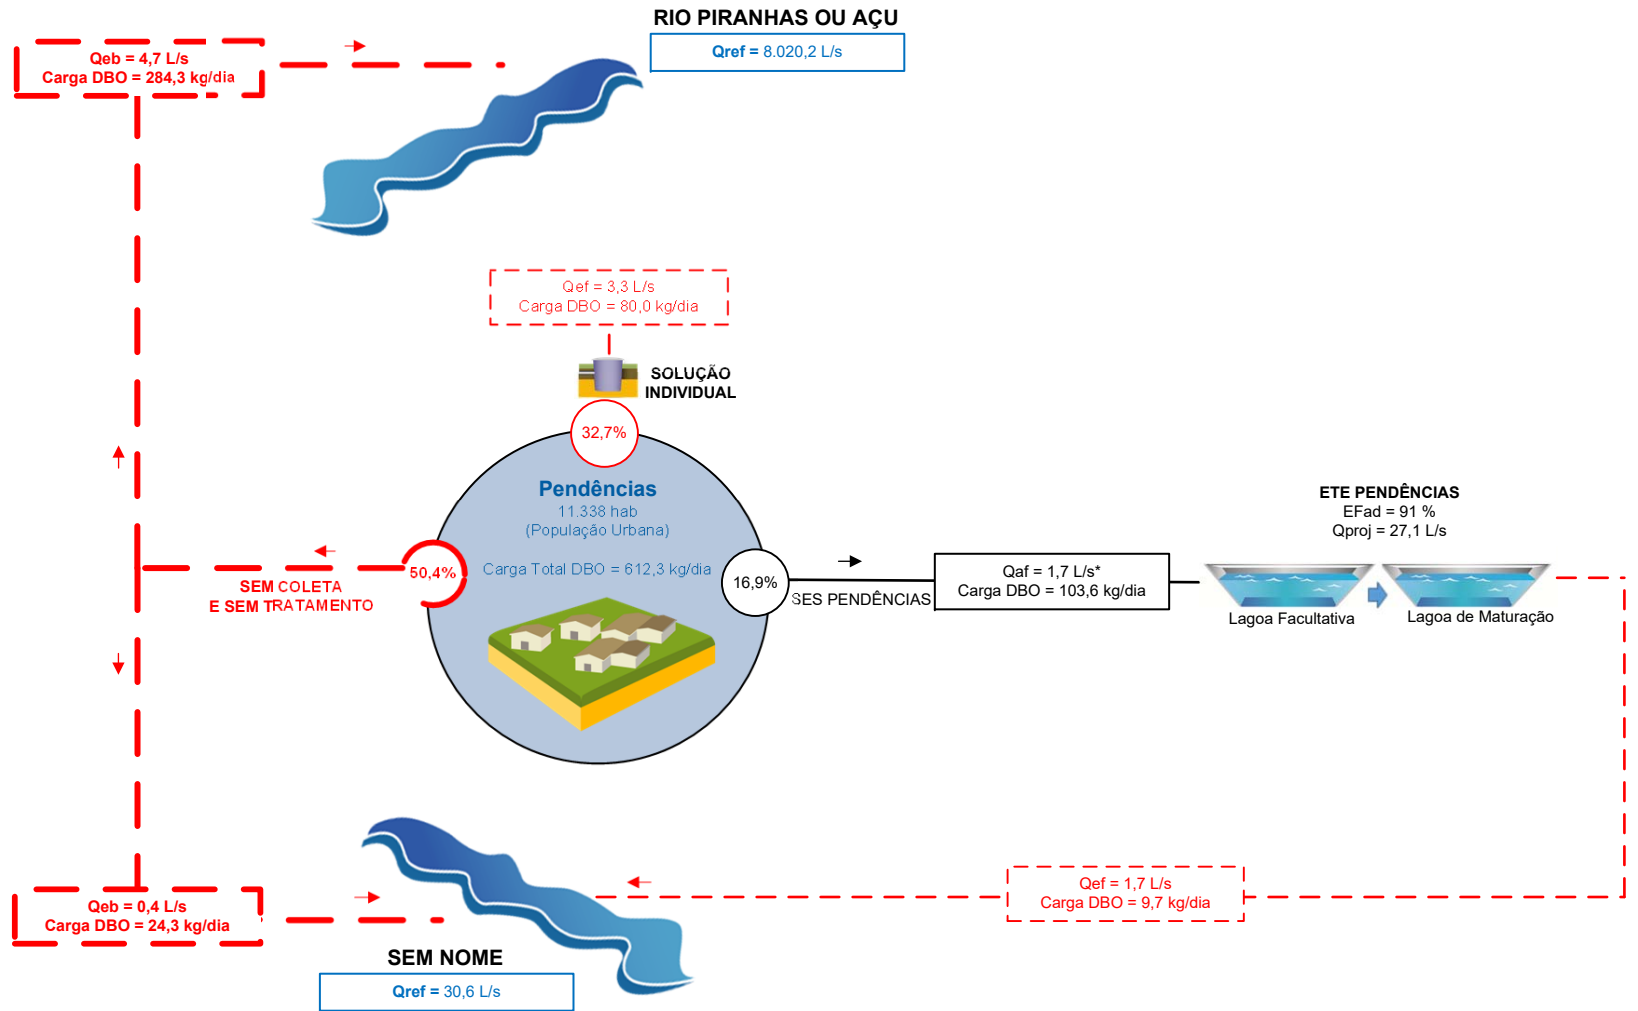 RIO PIRANHAS OU AÇU
Qref = 8.020,2 L/s
Qeb = 4,7 L/s
Carga DBO = 284,3 kg/dia
Qef = 3,3 L/s
Carga DBO = 80,0 kg/dia
SOLUÇÃO
INDIVIDUAL
32,7%
Pendências
11.338 hab
(População Urbana)
Carga Total DBO = 612,3 kg/dia
50,4%
SEM COLETA
E SEM TRATAMENTO
16,9%
SES PENDÊNCIAS
Qaf = 1,7 L/s*
Carga DBO = 103,6 kg/dia
ETE PENDÊNCIAS
EFad = 91 %
Qproj = 27,1 L/s
Lagoa Facultativa
Lagoa de Maturação
Qef = 1,7 L/s
Carga DBO = 9,7 kg/dia
Qeb = 0,4 L/s
Carga DBO = 24,3 kg/dia
SEM NOME
Qref = 30,6 L/s